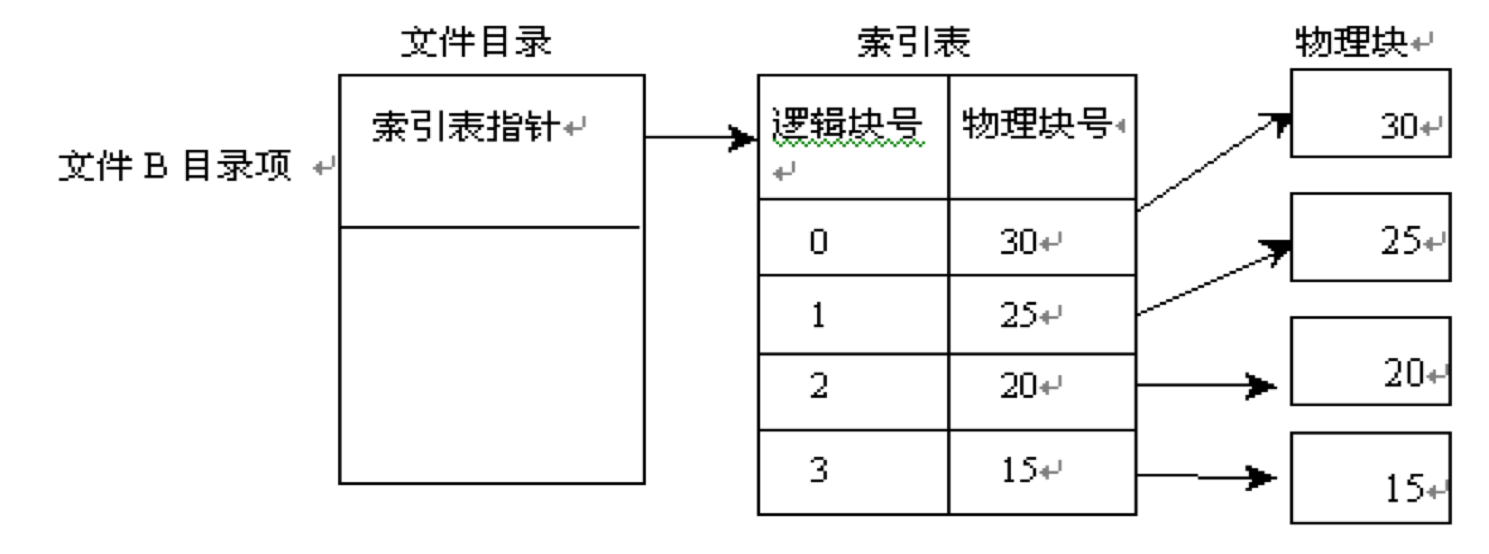 文件目录 索引表 物理块
索引表指针 逻辑块号 物理块号 30
文件 B 目录项
0 30 25
1 25
2 20 20
3 15 15